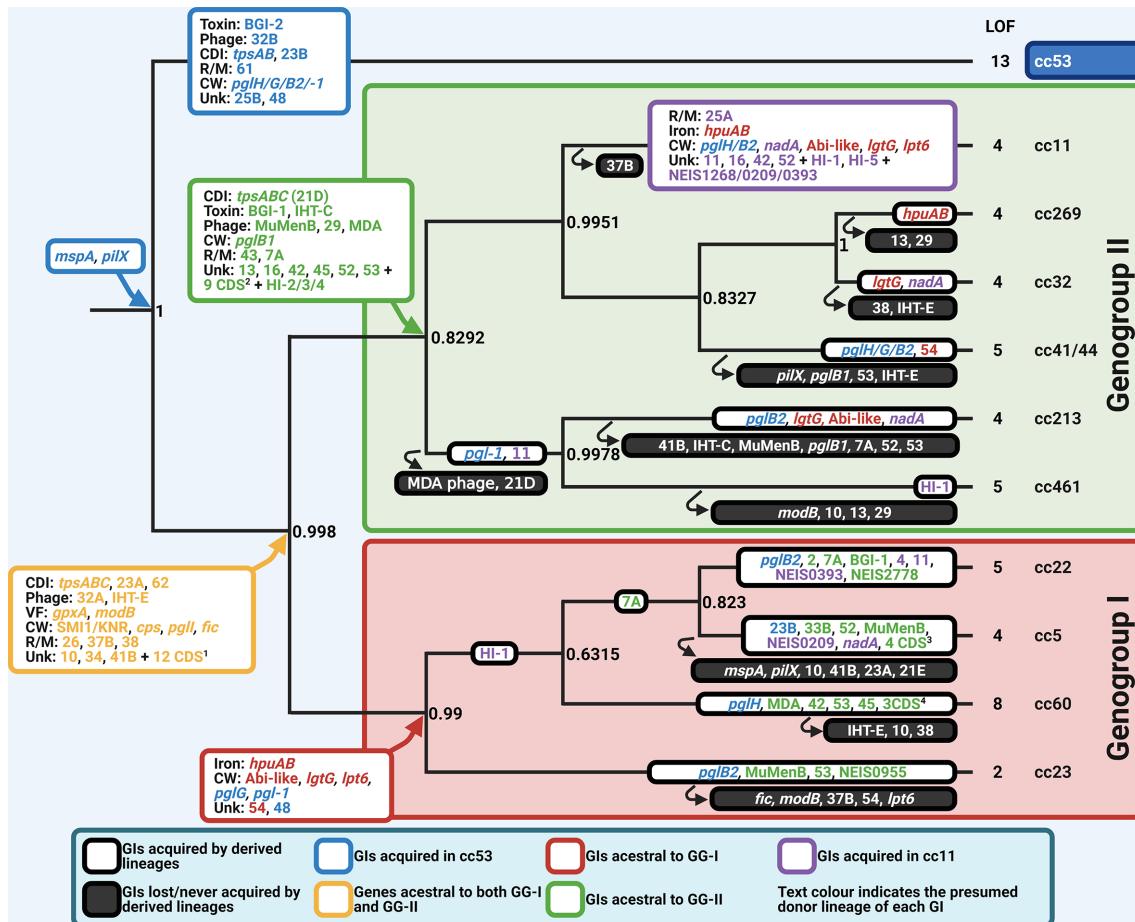 Toxin: BGI-2
Phage: 32B
CDI: tpsAB, 23B
R/M: 61
CW: pglH/G/B2/-1
Unk: 25B, 48
LOF
13
cc53
R/M: 25A
Iron: hpuAB
CW: pglH/B2, nadA, Abi-like, lgtG, lpt6
Unk: 11, 16, 42, 52 + HI-1, HI-5 +
NEIS1268/0209/0393
37B
4
cc11
0.9951
CDI: tpsABC (21D)
Toxin: BGI-1, IHT-C
Phage: MuMenB, 29, MDA
CW: pglB1
R/M: 43, 7A
Unk: 13, 16, 42, 45, 52, 53 +
9 CDS² + HI-2/3/4
hpuAB
4
cc269
1
13, 29
mspA, pilX
1
lgtG, nadA
4
cc32
38, IHT-E
0.8327
0.8292
pglH/G/B2, 54
5
cc41/44
pilX, pglB1, 53, IHT-E
Genogroup II
pglB2, lgtG, Abi-like, nadA
4
cc213
41B, IHT-C, MuMenB, pglB1, 7A, 52, 53
pgl-1, 11
0.9978
MDA phage, 21D
HI-1
5
cc461
modB, 10, 13, 29
0.998
CDI: tpsABC, 23A, 62
Phage: 32A, IHT-E
VF: gpxA, modB
CW: SMI1/KNR, cps, pglI, fic
R/M: 26, 37B, 38
Unk: 10, 34, 41B + 12 CDS¹
pglB2, 2, 7A, BGI-1, 4, 11,
NEIS0393, NEIS2778
5
cc22
7A
0.823
23B, 33B, 52, MuMenB,
NEIS0209, nadA, 4 CDS³
4
cc5
mspA, pilX, 10, 41B, 23A, 21E
HI-1
0.6315
Genogroup I
pglH, MDA, 42, 53, 45, 3CDS⁴
8
cc60
IHT-E, 10, 38
0.99
Iron: hpuAB
CW: Abi-like, lgtG, lpt6,
pglG, pgl-1
Unk: 54, 48
pglB2, MuMenB, 53, NEIS0955
2
cc23
fic, modB, 37B, 54, lpt6
GIs acquired by derived
lineages
GIs acquired in cc53
GIs acestral to GG-I
GIs acquired in cc11
GIs lost/never acquired by
derived lineages
Genes acestral to both GG-I
and GG-II
GIs acestral to GG-II
Text colour indicates the presumed
donor lineage of each GI